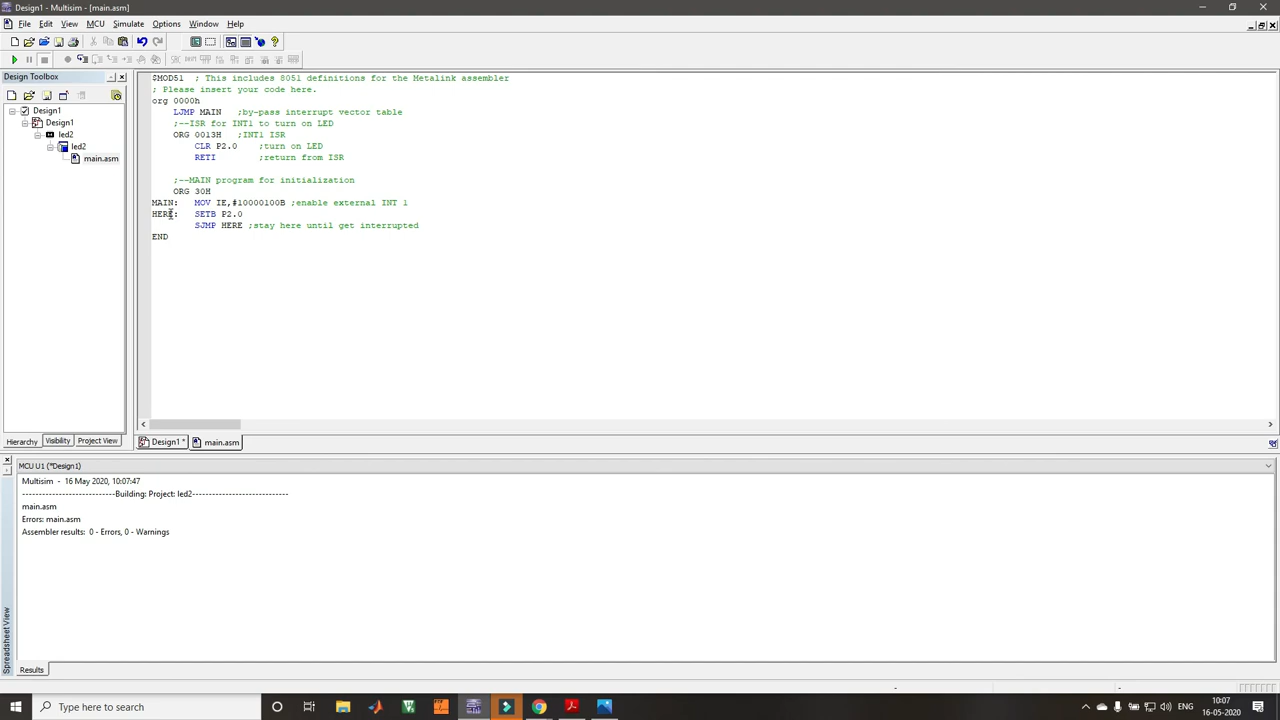 Design1 - Multisim - [main.asm]
File Edit View MCU Simulate Options Window Help
Design Toolbox
Design1
Design1
led2
led2
main.asm
Hierarchy Visibility Project View
$MOD51 ; This includes 8051 definitions for the Metalink assembler
; Please insert your code here.
org 0000h
LJMP MAIN ;by-pass interrupt vector table
;--ISR for INT1 to turn on LED
ORG 0013H ;INT1 ISR
CLR P2.0 ;turn on LED
RETI ;return from ISR
;--MAIN program for initialization
ORG 30H
MAIN: MOV IE,#10000100B ;enable external INT 1
HERE: SETB P2.0
SJMP HERE ;stay here until get interrupted
END
Design1 * main.asm
MCU U1 (*Design1)
Multisim - 16 May 2020, 10:07:47
---------------------------Building: Project: led2---------------------------
main.asm
Errors: main.asm
Assembler results: 0 - Errors, 0 - Warnings
Spreadsheet View
Results
Type here to search
ENG
10:07
16-05-2020